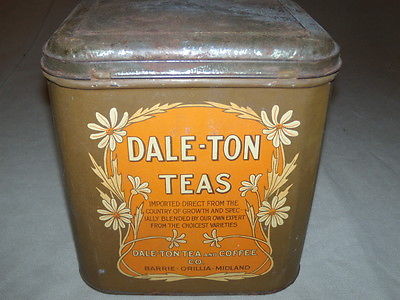 DALE-TON
TEAS
IMPORTED DIRECT FROM THE
COUNTRY OF GROWTH AND SPEC-
IALLY BLENDED BY OUR OWN EXPERT
FROM THE CHOICEST VARIETIES
DALE-TON TEA AND COFFEE
CO.
BARRIE-ORILLIA-MIDLAND